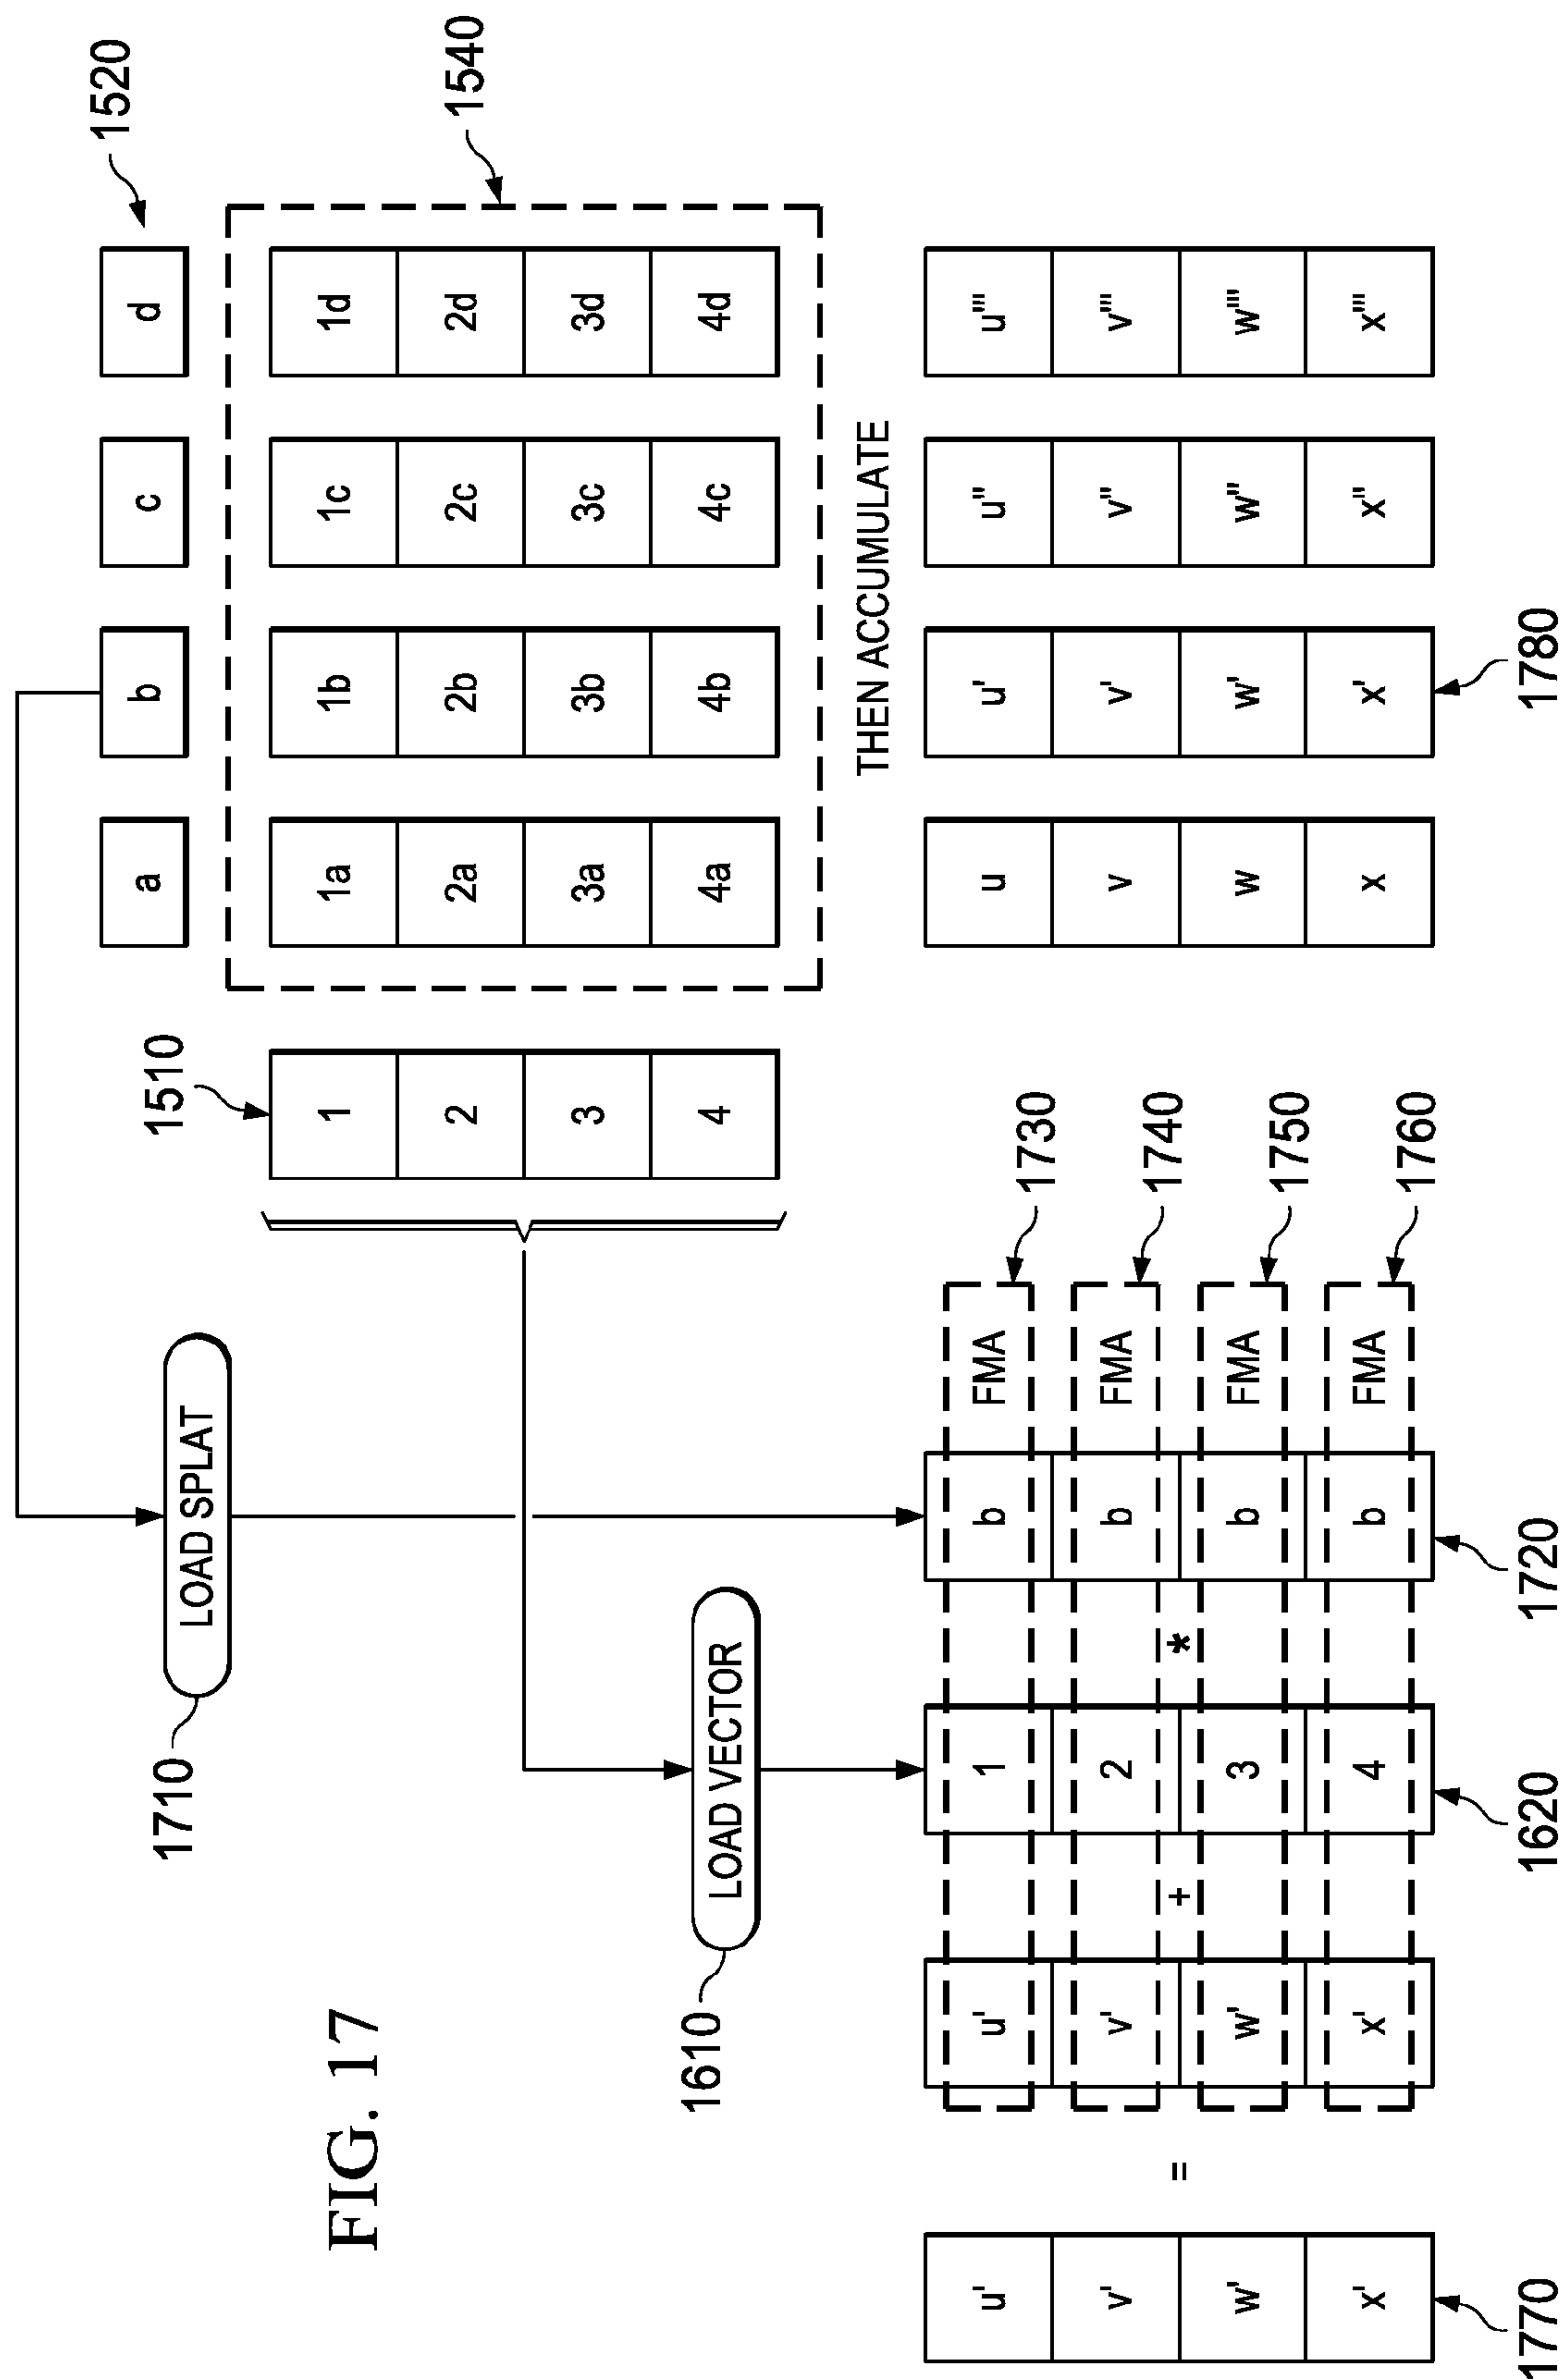 FIG. 17
1520
a b c d
1710
LOAD SPLAT
1510
1540
1 1a 1b 1c 1d
2 2a 2b 2c 2d
3 3a 3b 3c 3d
4 4a 4b 4c 4d
1610
LOAD VECTOR
THEN ACCUMULATE
u' u' 1 b FMA 1730 u u' u'' u'''
v' v' 2 b FMA 1740 v v' v'' v'''
= + *
w' w' 3 b FMA 1750 w w' w'' w'''
x' x' 4 b FMA 1760 x x' x'' x'''
1770 1620 1720 1780